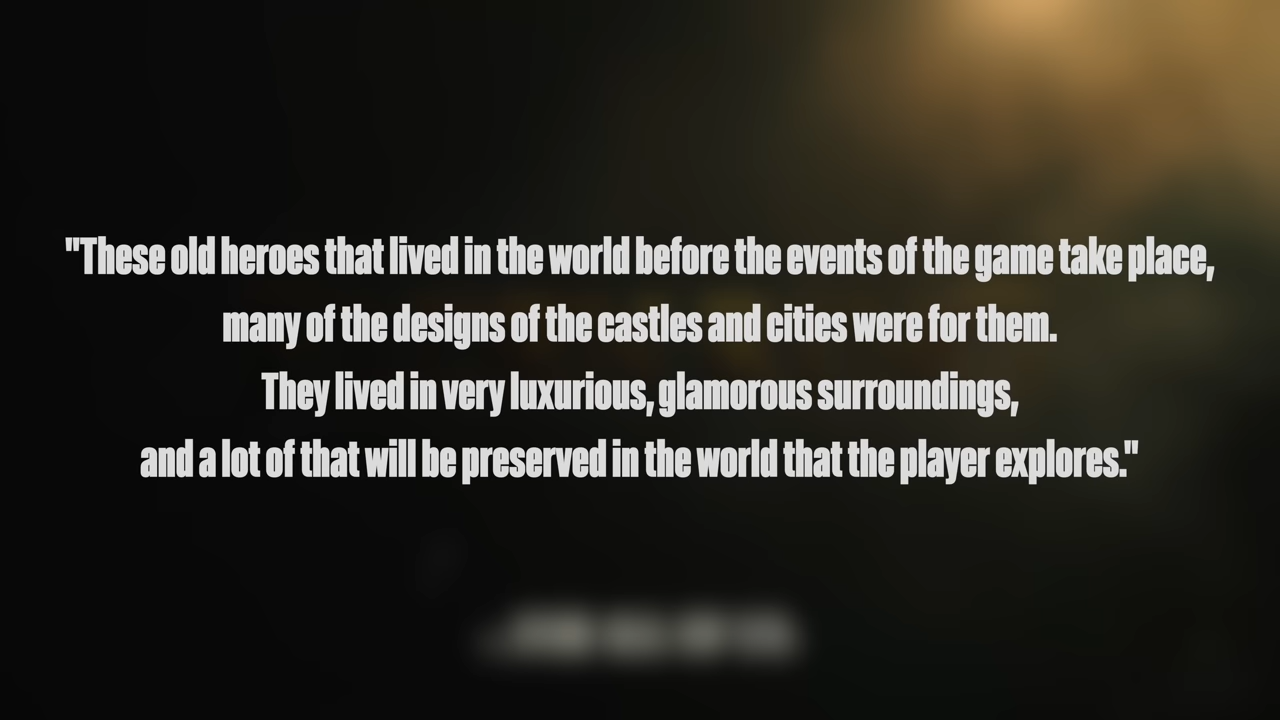 "These old heroes that lived in the world before the events of the game take place,
many of the designs of the castles and cities were for them.
They lived in very luxurious, glamorous surroundings,
and a lot of that will be preserved in the world that the player explores."